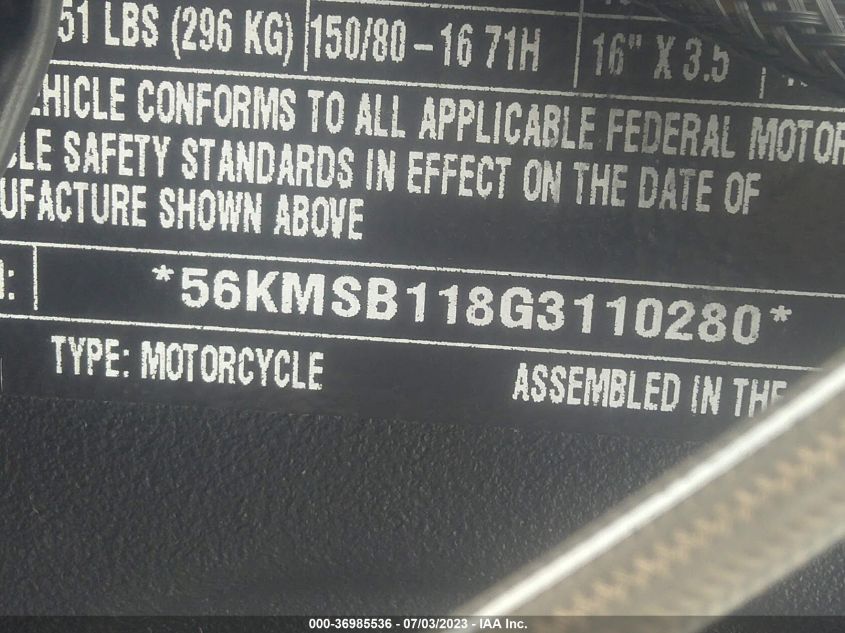 51 LBS (296 KG) 150/80 – 16 71H 16" X 3.5
EHICLE CONFORMS TO ALL APPLICABLE FEDERAL MOTOR
LE SAFETY STANDARDS IN EFFECT ON THE DATE OF
UFACTURE SHOWN ABOVE
*56KMSB118G3110280*
TYPE: MOTORCYCLE ASSEMBLED IN THE
000-36985536 - 07/03/2023 - IAA Inc.